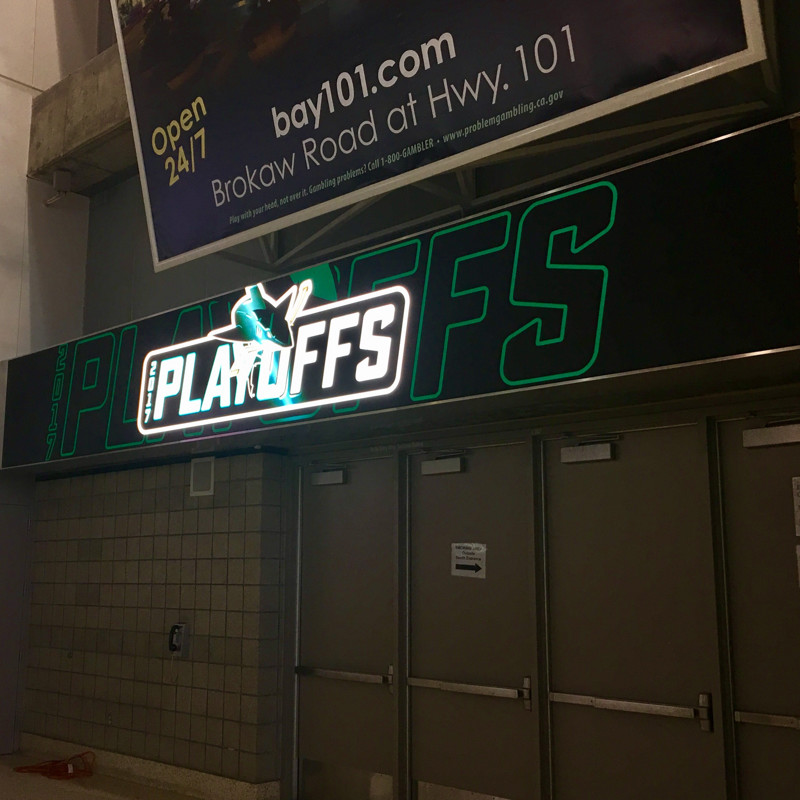 Open
24/7
bay101.com
Brokaw Road at Hwy. 101
Play with your head, not over it. Gambling problems? Call 1-800-GAMBLER • www.problemgambling.ca.gov
2017 PLAYOFFS
2017 PLAYOFFS